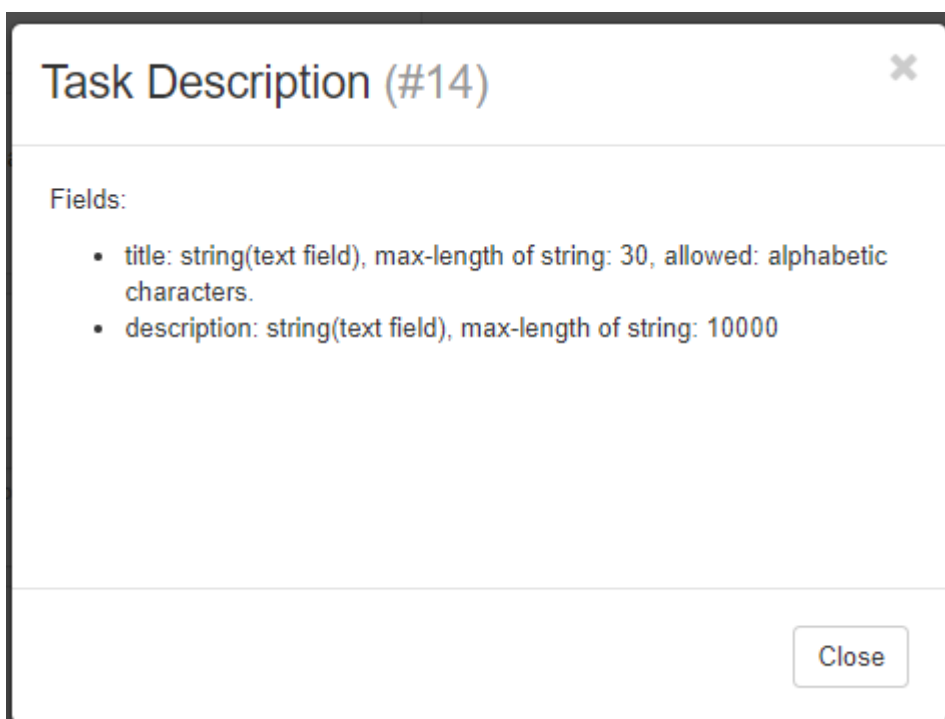 Task Description (#14)
×
Fields:
• title: string(text field), max-length of string: 30, allowed: alphabetic
characters.
• description: string(text field), max-length of string: 10000
Close